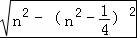 √(n² − (n² − 1/4)²)